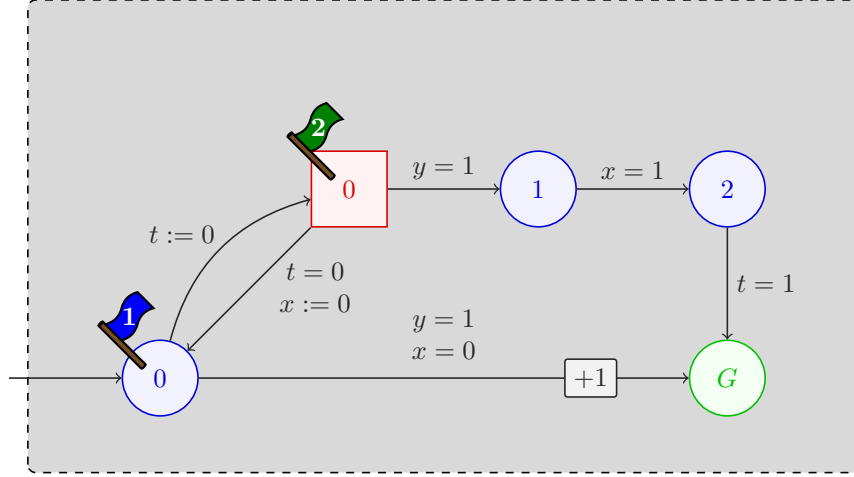 2
0
y = 1
1
x = 1
2
t := 0
t = 0
x := 0
t = 1
1
y = 1
x = 0
0
+1
G